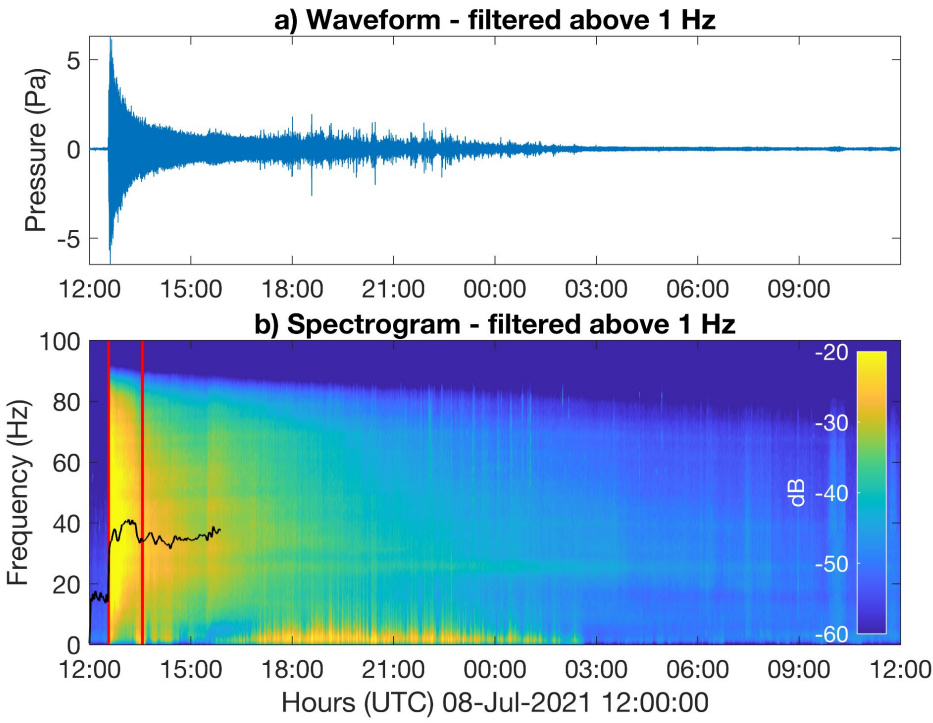 a) Waveform - filtered above 1 Hz
Pressure (Pa)
5
0
-5
12:00 15:00 18:00 21:00 00:00 03:00 06:00 09:00
b) Spectrogram - filtered above 1 Hz
Frequency (Hz)
100
80
60
40
20
0
dB
-20
-30
-40
-50
-60
12:00 15:00 18:00 21:00 00:00 03:00 06:00 09:00 12:00
Hours (UTC) 08-Jul-2021 12:00:00